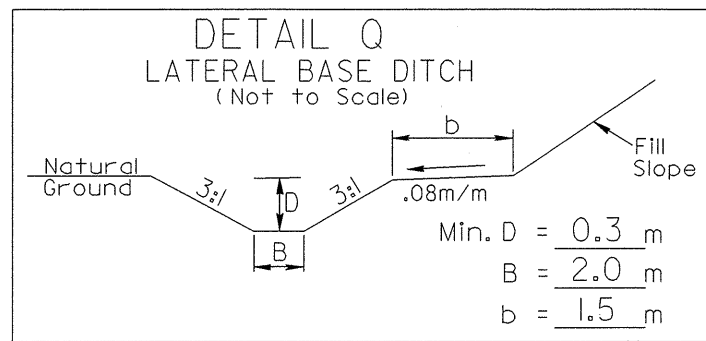 DETAIL Q
LATERAL BASE DITCH
(Not to Scale)
b
Natural
Ground
3:1
D
3:1
.08m/m
Fill
Slope
B
Min. D = 0.3 m
B = 2.0 m
b = 1.5 m